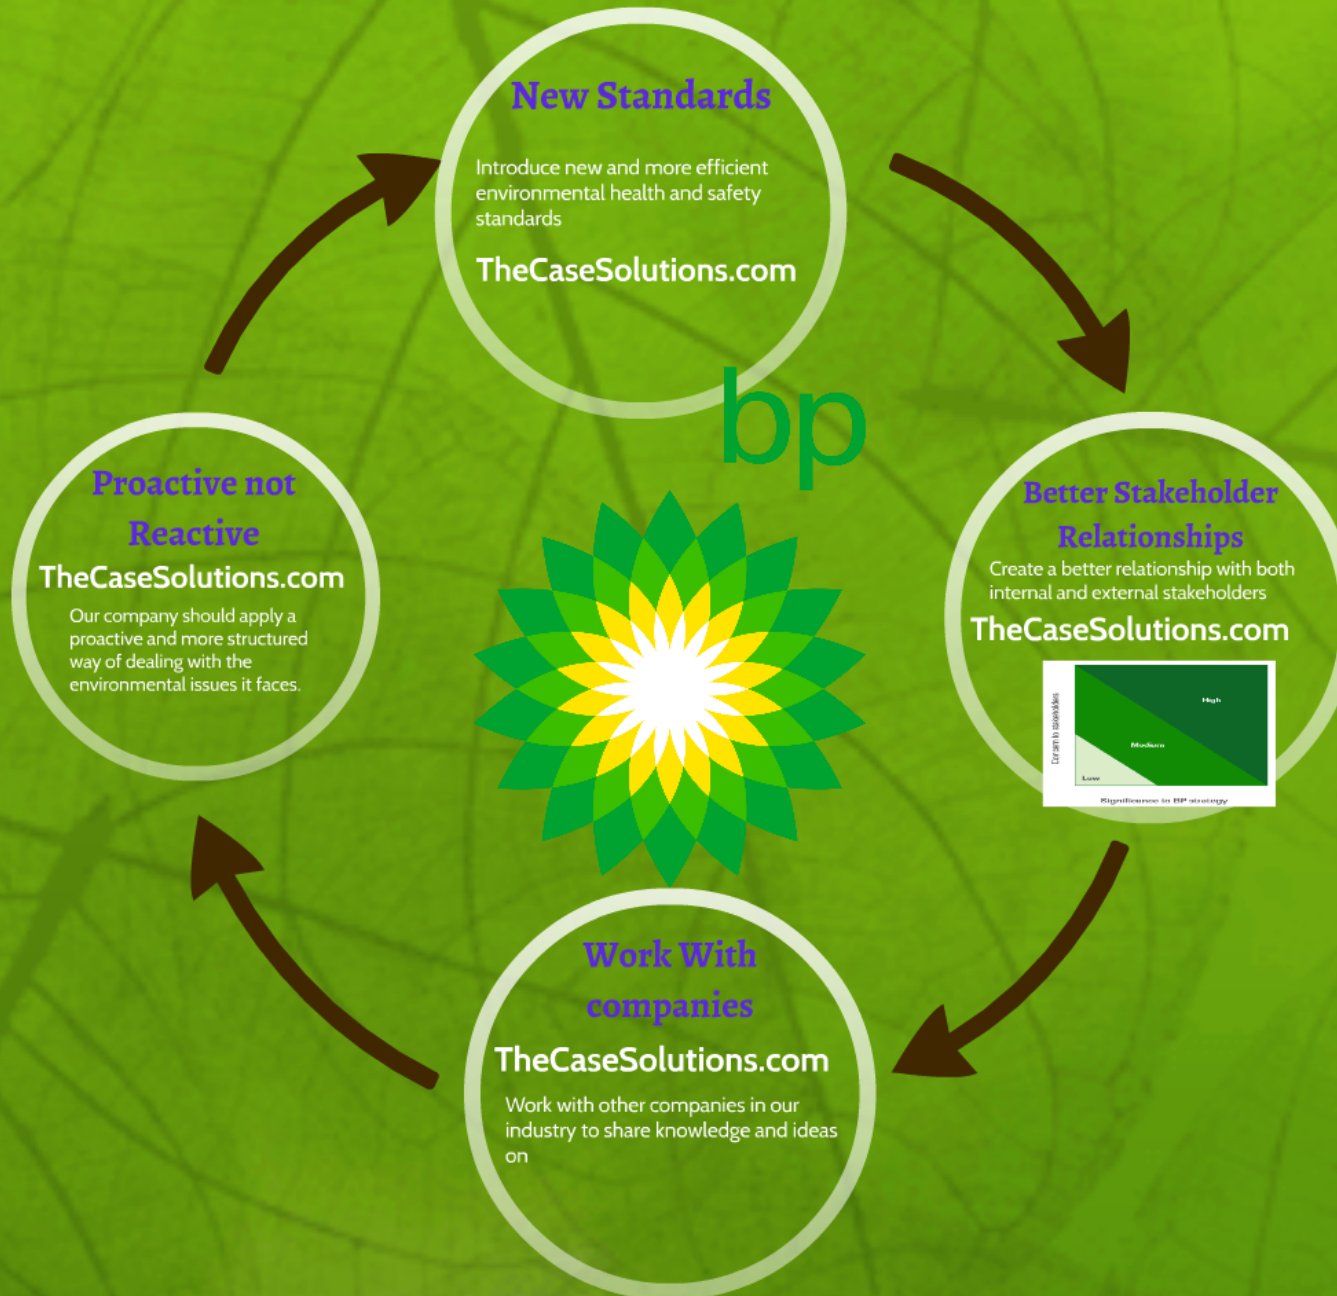 New Standards
Introduce new and more efficient
environmental health and safety
standards
TheCaseSolutions.com
bp
Proactive not
Reactive
TheCaseSolutions.com
Our company should apply a
proactive and more structured
way of dealing with the
environmental issues it faces.
Better Stakeholder
Relationships
Create a better relationship with both
internal and external stakeholders
TheCaseSolutions.com
Concern to stakeholders
High
Medium
Low
Significance to BP strategy
Work With
companies
TheCaseSolutions.com
Work with other companies in our
industry to share knowledge and ideas
on